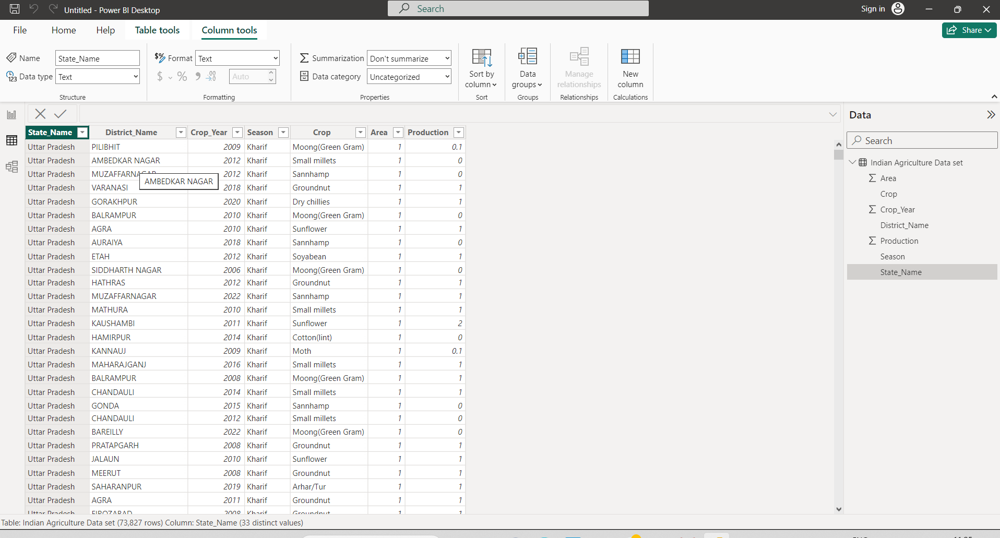 Untitled - Power BI Desktop
Search
Sign in
File Home Help Table tools Column tools
Share
Name State_Name
Data type Text
Structure
Format Text
$ % 9 .00
Auto
Formatting
Summarization Don't summarize
Data category Uncategorized
Properties
Sort by column
Sort
Data groups
Groups
Manage relationships
Relationships
New column
Calculations
State_Name District_Name Crop_Year Season Crop Area Production
Uttar Pradesh PILIBHIT 2009 Kharif Moong(Green Gram) 1 0.1
Uttar Pradesh AMBEDKAR NAGAR 2012 Kharif Small millets 1 0
Uttar Pradesh MUZAFFARNAGAR 2012 Kharif Sannhamp 1 0
AMBEDKAR NAGAR
Uttar Pradesh VARANASI 2018 Kharif Groundnut 1 1
Uttar Pradesh GORAKHPUR 2020 Kharif Dry chillies 1 1
Uttar Pradesh BALRAMPUR 2010 Kharif Moong(Green Gram) 1 0
Uttar Pradesh AGRA 2010 Kharif Sunflower 1 1
Uttar Pradesh AURAIYA 2018 Kharif Sannhamp 1 0
Uttar Pradesh ETAH 2012 Kharif Soyabean 1 1
Uttar Pradesh SIDDHARTH NAGAR 2006 Kharif Moong(Green Gram) 1 0
Uttar Pradesh HATHRAS 2012 Kharif Groundnut 1 1
Uttar Pradesh MUZAFFARNAGAR 2022 Kharif Sannhamp 1 1
Uttar Pradesh MATHURA 2010 Kharif Small millets 1 1
Uttar Pradesh KAUSHAMBI 2011 Kharif Sunflower 1 2
Uttar Pradesh HAMIRPUR 2014 Kharif Cotton(lint) 1 0
Uttar Pradesh KANNAUJ 2009 Kharif Moth 1 0.1
Uttar Pradesh MAHARAJGANJ 2016 Kharif Small millets 1 1
Uttar Pradesh BALRAMPUR 2008 Kharif Moong(Green Gram) 1 1
Uttar Pradesh CHANDAULI 2014 Kharif Small millets 1 1
Uttar Pradesh GONDA 2015 Kharif Sannhamp 1 0
Uttar Pradesh CHANDAULI 2012 Kharif Small millets 1 0
Uttar Pradesh BAREILLY 2022 Kharif Moong(Green Gram) 1 0
Uttar Pradesh PRATAPGARH 2008 Kharif Groundnut 1 1
Uttar Pradesh JALAUN 2010 Kharif Sunflower 1 1
Uttar Pradesh MEERUT 2008 Kharif Groundnut 1 1
Uttar Pradesh SAHARANPUR 2019 Kharif Arhar/Tur 1 1
Uttar Pradesh AGRA 2011 Kharif Groundnut 1 1
Uttar Pradesh FIROZABAD 2008 Kharif Groundnut 1 1
Data
Search
Indian Agriculture Data set
Area
Crop
Crop_Year
District_Name
Production
Season
State_Name
Table: Indian Agriculture Data set (73,827 rows) Column: State_Name (33 distinct values)